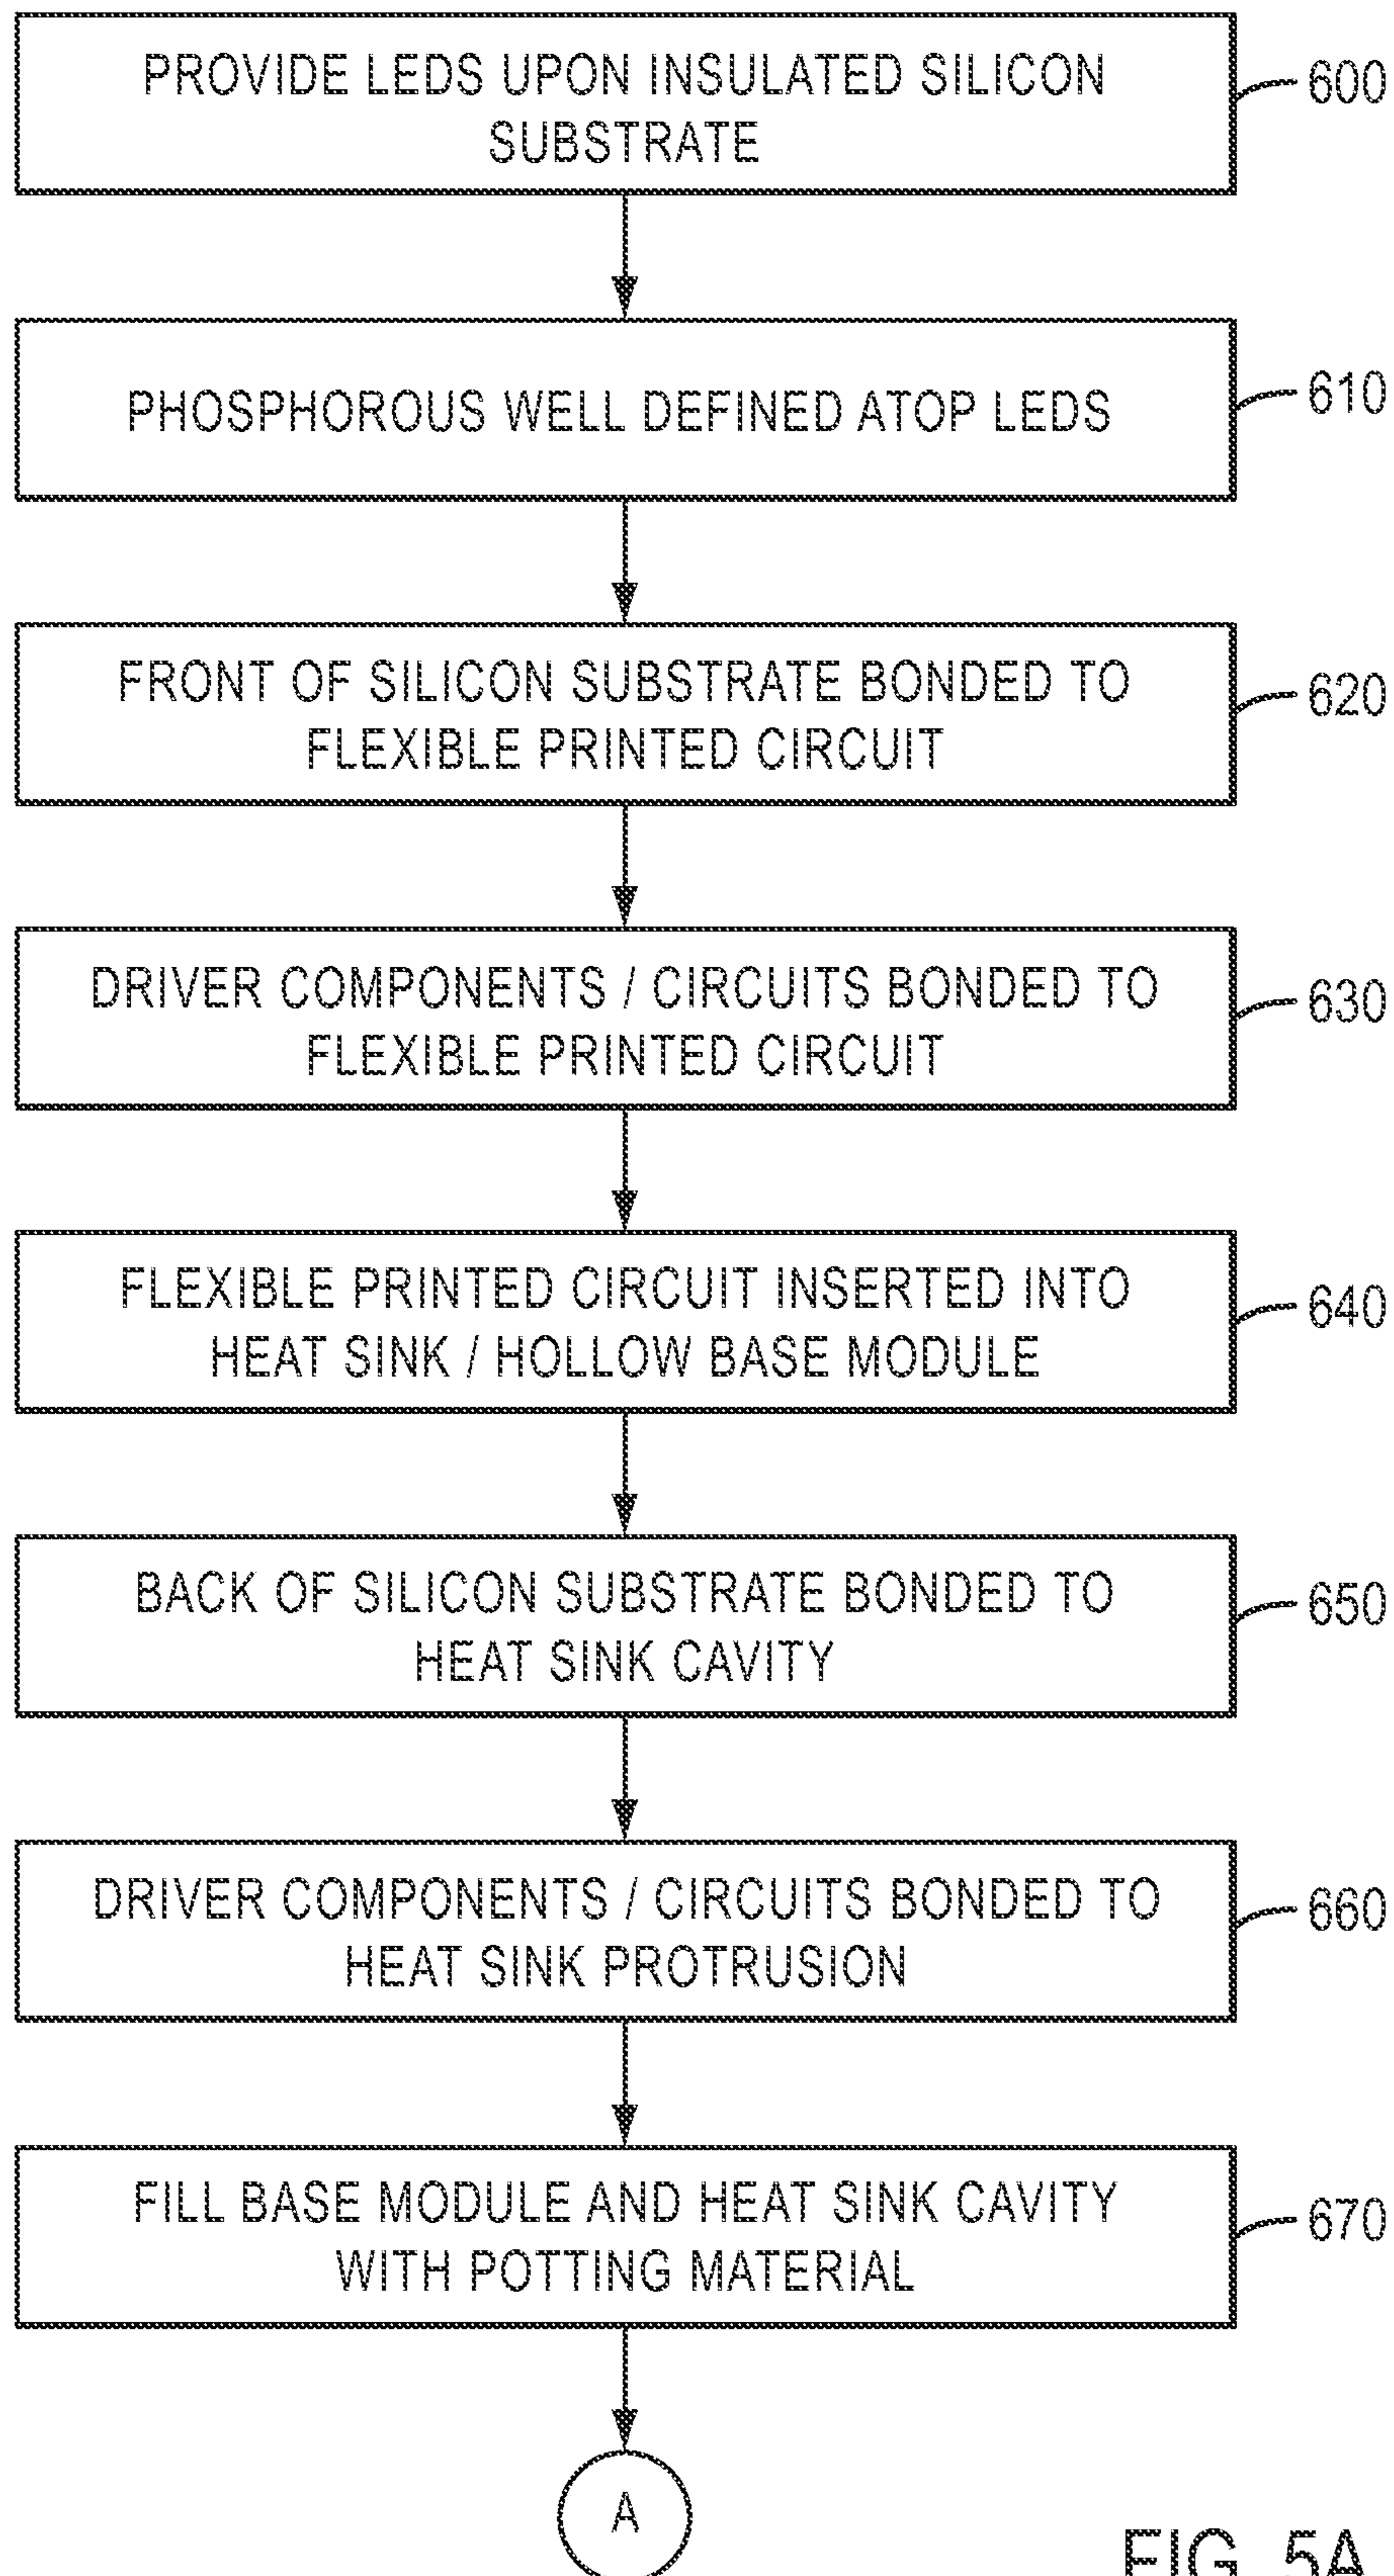 PROVIDE LEDS UPON INSULATED SILICON
SUBSTRATE
600
PHOSPHOROUS WELL DEFINED ATOP LEDS
610
FRONT OF SILICON SUBSTRATE BONDED TO
FLEXIBLE PRINTED CIRCUIT
620
DRIVER COMPONENTS / CIRCUITS BONDED TO
FLEXIBLE PRINTED CIRCUIT
630
FLEXIBLE PRINTED CIRCUIT INSERTED INTO
HEAT SINK / HOLLOW BASE MODULE
640
BACK OF SILICON SUBSTRATE BONDED TO
HEAT SINK CAVITY
650
DRIVER COMPONENTS / CIRCUITS BONDED TO
HEAT SINK PROTRUSION
660
FILL BASE MODULE AND HEAT SINK CAVITY
WITH POTTING MATERIAL
670
A
FIG. 5A